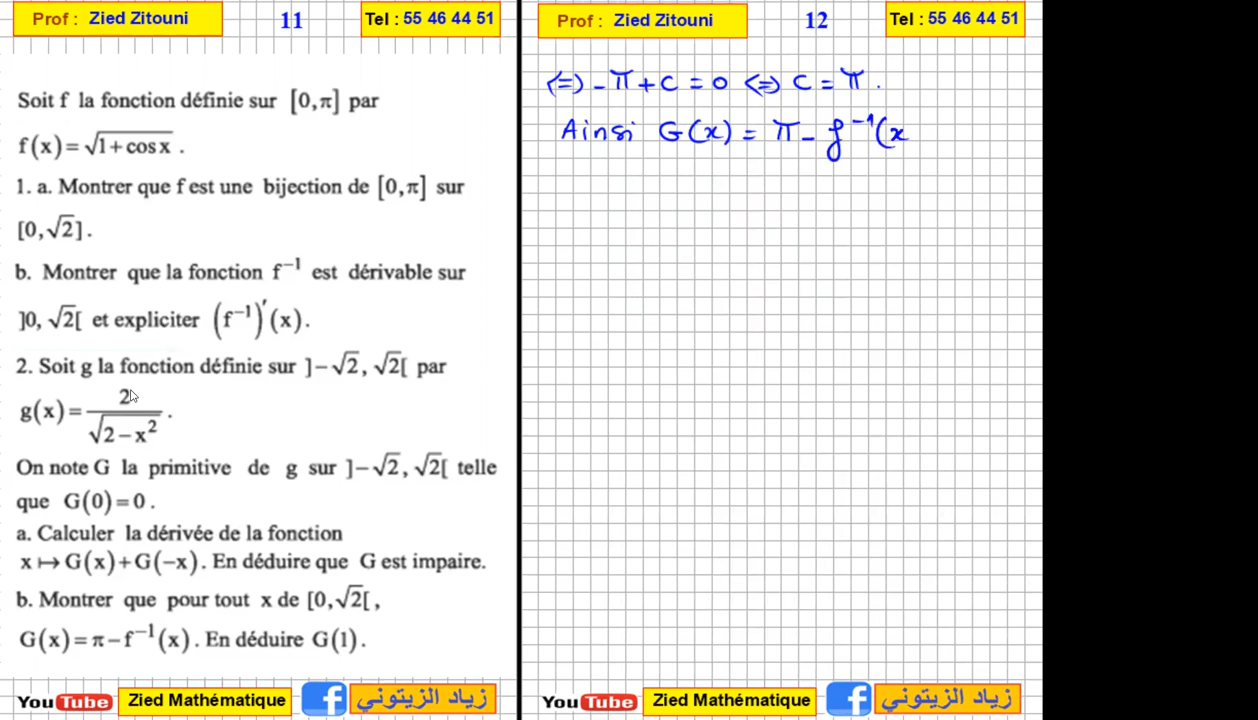 Prof : Zied Zitouni
11
Tel : 55 46 44 51
Soit f la fonction définie sur [0,π] par
f(x)=√1+cosx .
1. a. Montrer que f est une bijection de [0,π] sur
[0,√2].
b. Montrer que la fonction f⁻¹ est dérivable sur
]0, √2[ et expliciter (f⁻¹)′(x).
2. Soit g la fonction définie sur ]−√2, √2[ par
g(x)= 2/√(2−x²) .
On note G la primitive de g sur ]−√2, √2[ telle
que G(0)=0.
a. Calculer la dérivée de la fonction
x↦G(x)+G(−x). En déduire que G est impaire.
b. Montrer que pour tout x de [0,√2[,
G(x)=π−f⁻¹(x). En déduire G(1).
YouTube
Zied Mathématique
f
زياد الزيتوني
Prof : Zied Zitouni
12
Tel : 55 46 44 51
⟺ −π + c = 0 ⟺ c = π .
Ainsi G(x) = π − f⁻¹(x
YouTube
Zied Mathématique
f
زياد الزيتوني